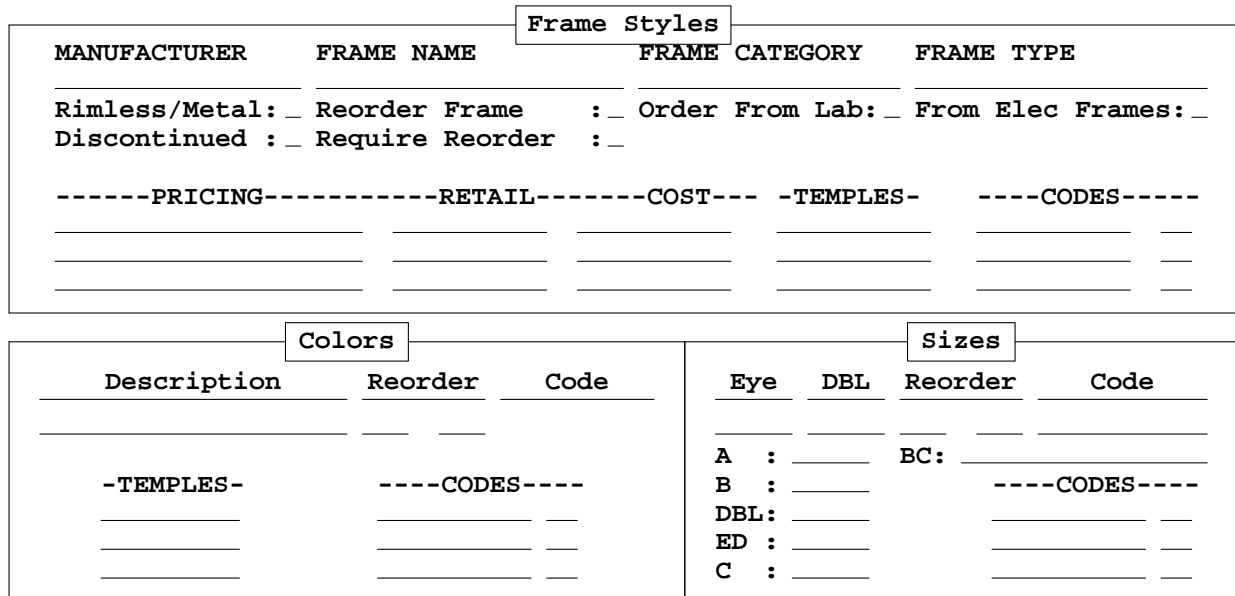 Frame Styles
MANUFACTURER FRAME NAME FRAME CATEGORY FRAME TYPE
Rimless/Metal:_ Reorder Frame :_ Order From Lab:_ From Elec Frames:_
Discontinued :_ Require Reorder :_
------PRICING-----------RETAIL-------COST--- -TEMPLES- ----CODES-----
Colors
Description Reorder Code
-TEMPLES- ----CODES----
Sizes
Eye DBL Reorder Code
A : BC:
B : ----CODES----
DBL:
ED :
C :